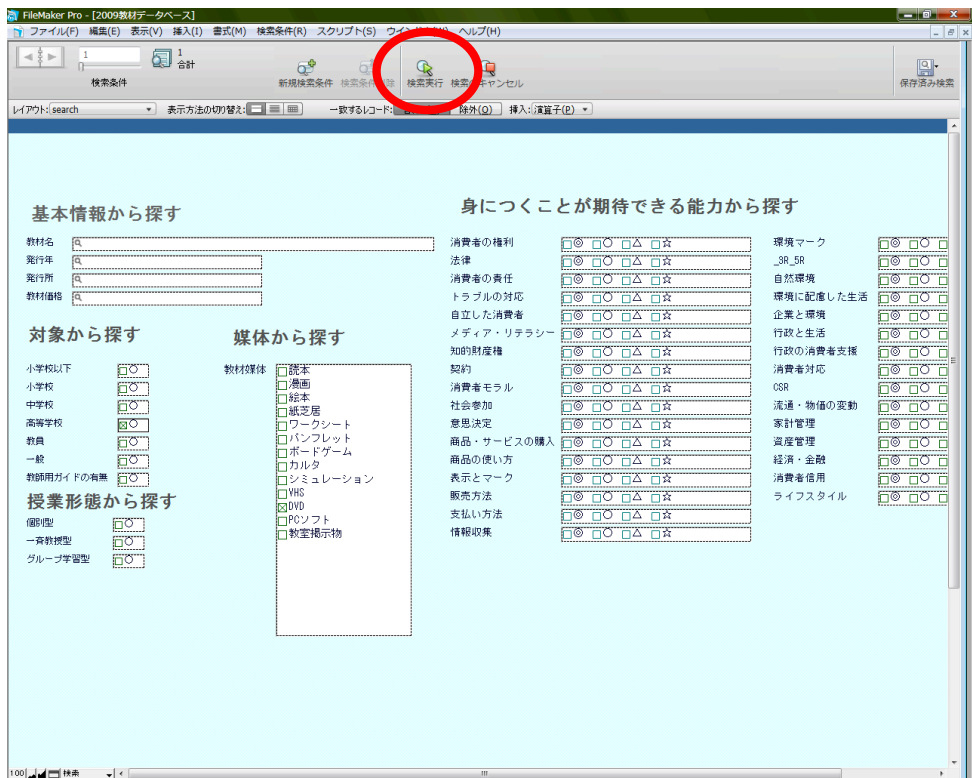 FileMaker Pro - [2009教材データベース]
ファイル(F) 編集(E) 表示(V) 挿入(I) 書式(M) 検索条件(R) スクリプト(S) ヘルプ(H)
1
1
合計
検索条件
新規検索条件
検索実行
保存済み検索
レイアウト: search 表示方法の切り替え: 一致するレコード: 除外(O) 挿入: 演算子(P)
基本情報から探す
教材名
発行年
発行所
教材価格
対象から探す
小学校以下 ○
小学校 ○
中学校 ○
高等学校 ○
教員 ○
一般 ○
教師用ガイドの有無 ○
授業形態から探す
個別型 ○
一斉教授型 ○
グループ学習型 ○
媒体から探す
教材媒体
読本
漫画
絵本
紙芝居
ワークシート
パンフレット
ボードゲーム
カルタ
シミュレーション
VHS
DVD
PCソフト
教室掲示物
身につくことが期待できる能力から探す
消費者の権利 ◎ ○ △ ☆
法律 ◎ ○ △ ☆
消費者の責任 ◎ ○ △ ☆
トラブルの対応 ◎ ○ △ ☆
自立した消費者 ◎ ○ △ ☆
メディア・リテラシー ◎ ○ △ ☆
知的財産権 ◎ ○ △ ☆
契約 ◎ ○ △ ☆
消費者モラル ◎ ○ △ ☆
社会参加 ◎ ○ △ ☆
意思決定 ◎ ○ △ ☆
商品・サービスの購入 ◎ ○ △ ☆
商品の使い方 ◎ ○ △ ☆
表示とマーク ◎ ○ △ ☆
販売方法 ◎ ○ △ ☆
支払い方法 ◎ ○ △ ☆
情報収集 ◎ ○ △ ☆
環境マーク ◎ ○
_3R_5R ◎ ○
自然環境 ◎ ○
環境に配慮した生活 ◎ ○
企業と環境 ◎ ○
行政と生活 ◎ ○
行政の消費者支援 ◎ ○
消費者対応 ◎ ○
CSR ◎ ○
流通・物価の変動 ◎ ○
家計管理 ◎ ○
資産管理 ◎ ○
経済・金融 ◎ ○
消費者信用 ◎ ○
ライフスタイル ◎ ○
100 検索